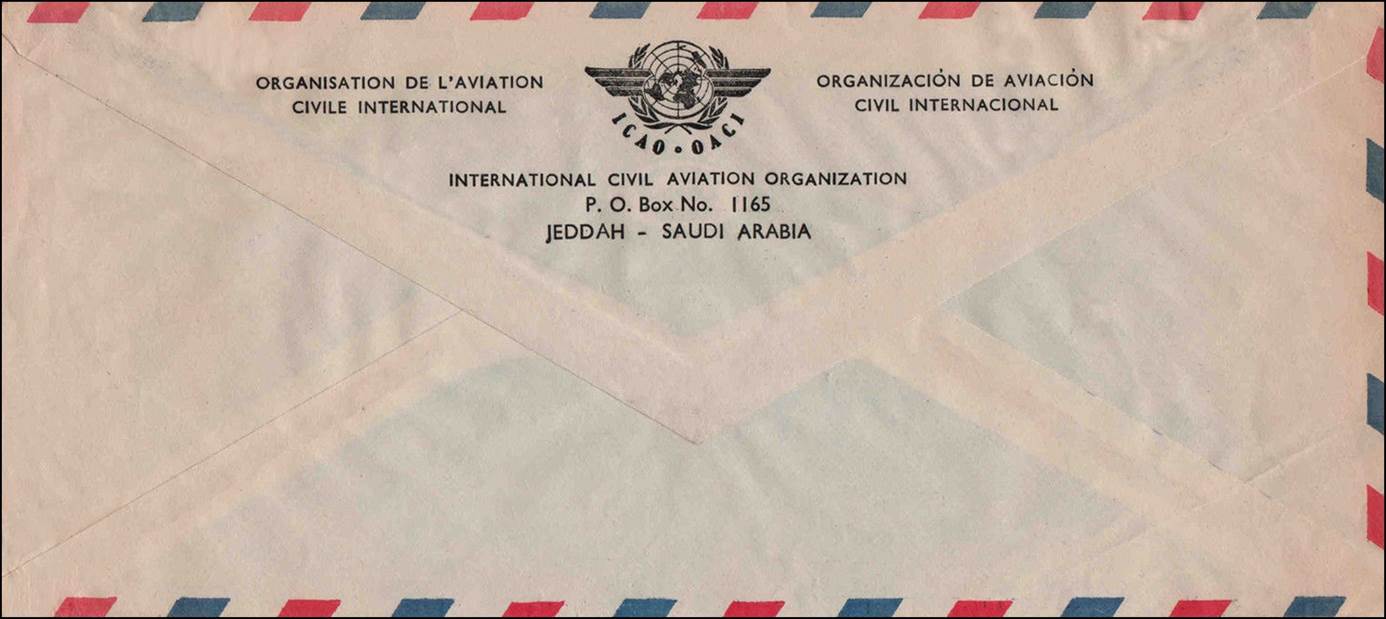 ORGANISATION DE L'AVIATION
CIVILE INTERNATIONAL
ICAO • OACI
ORGANIZACIÓN DE AVIACIÓN
CIVIL INTERNACIONAL
INTERNATIONAL CIVIL AVIATION ORGANIZATION
P. O. Box No. 1165
JEDDAH - SAUDI ARABIA